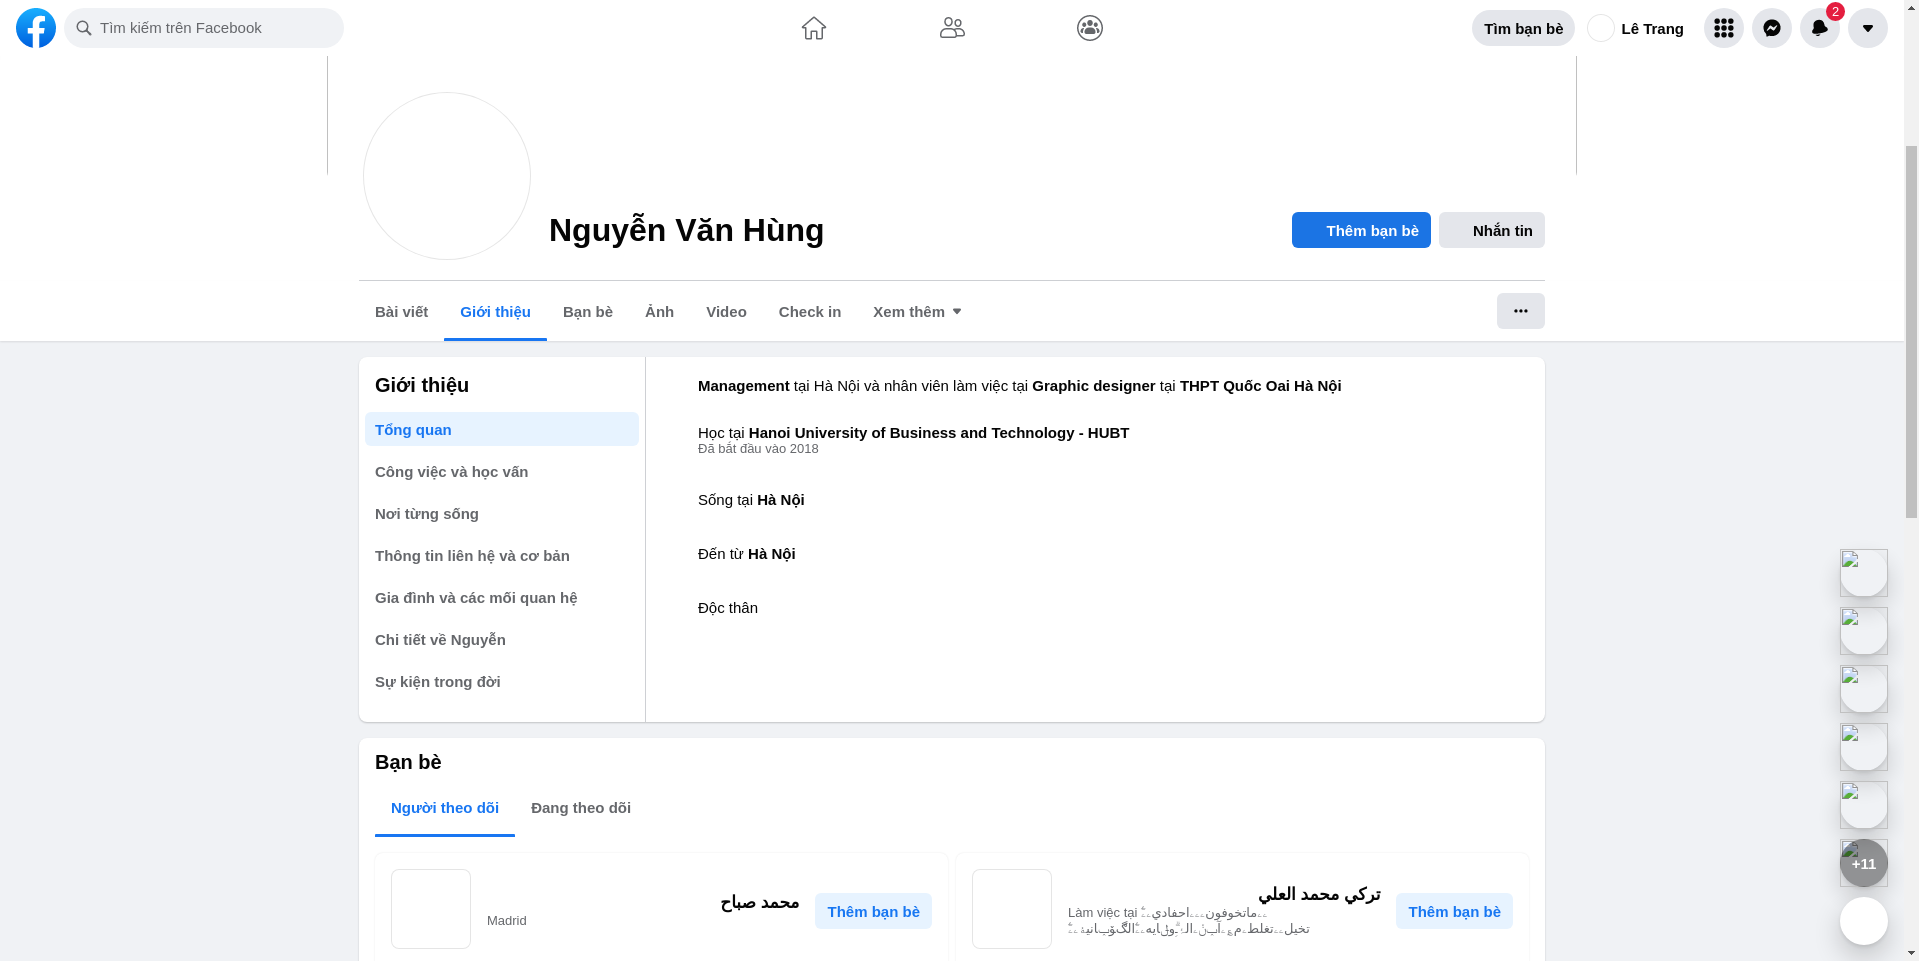 Tìm kiếm trên Facebook
Tìm bạn bè
Lê Trang
2
Nguyễn Văn Hùng
Thêm bạn bè
Nhắn tin
Bài viết
Giới thiệu
Bạn bè
Ảnh
Video
Check in
Xem thêm
Giới thiệu
Tổng quan
Công việc và học vấn
Nơi từng sống
Thông tin liên hệ và cơ bản
Gia đình và các mối quan hệ
Chi tiết về Nguyễn
Sự kiện trong đời
Management tại Hà Nội và nhân viên làm việc tại Graphic designer tại THPT Quốc Oai Hà Nội
Học tại Hanoi University of Business and Technology - HUBT
Đã bắt đầu vào 2018
Sống tại Hà Nội
Đến từ Hà Nội
Độc thân
Bạn bè
Người theo dõi
Đang theo dõi
محمد صباح
Madrid
Thêm bạn bè
تركي محمد العلي
Làm việc tại
Thêm bạn bè
+11